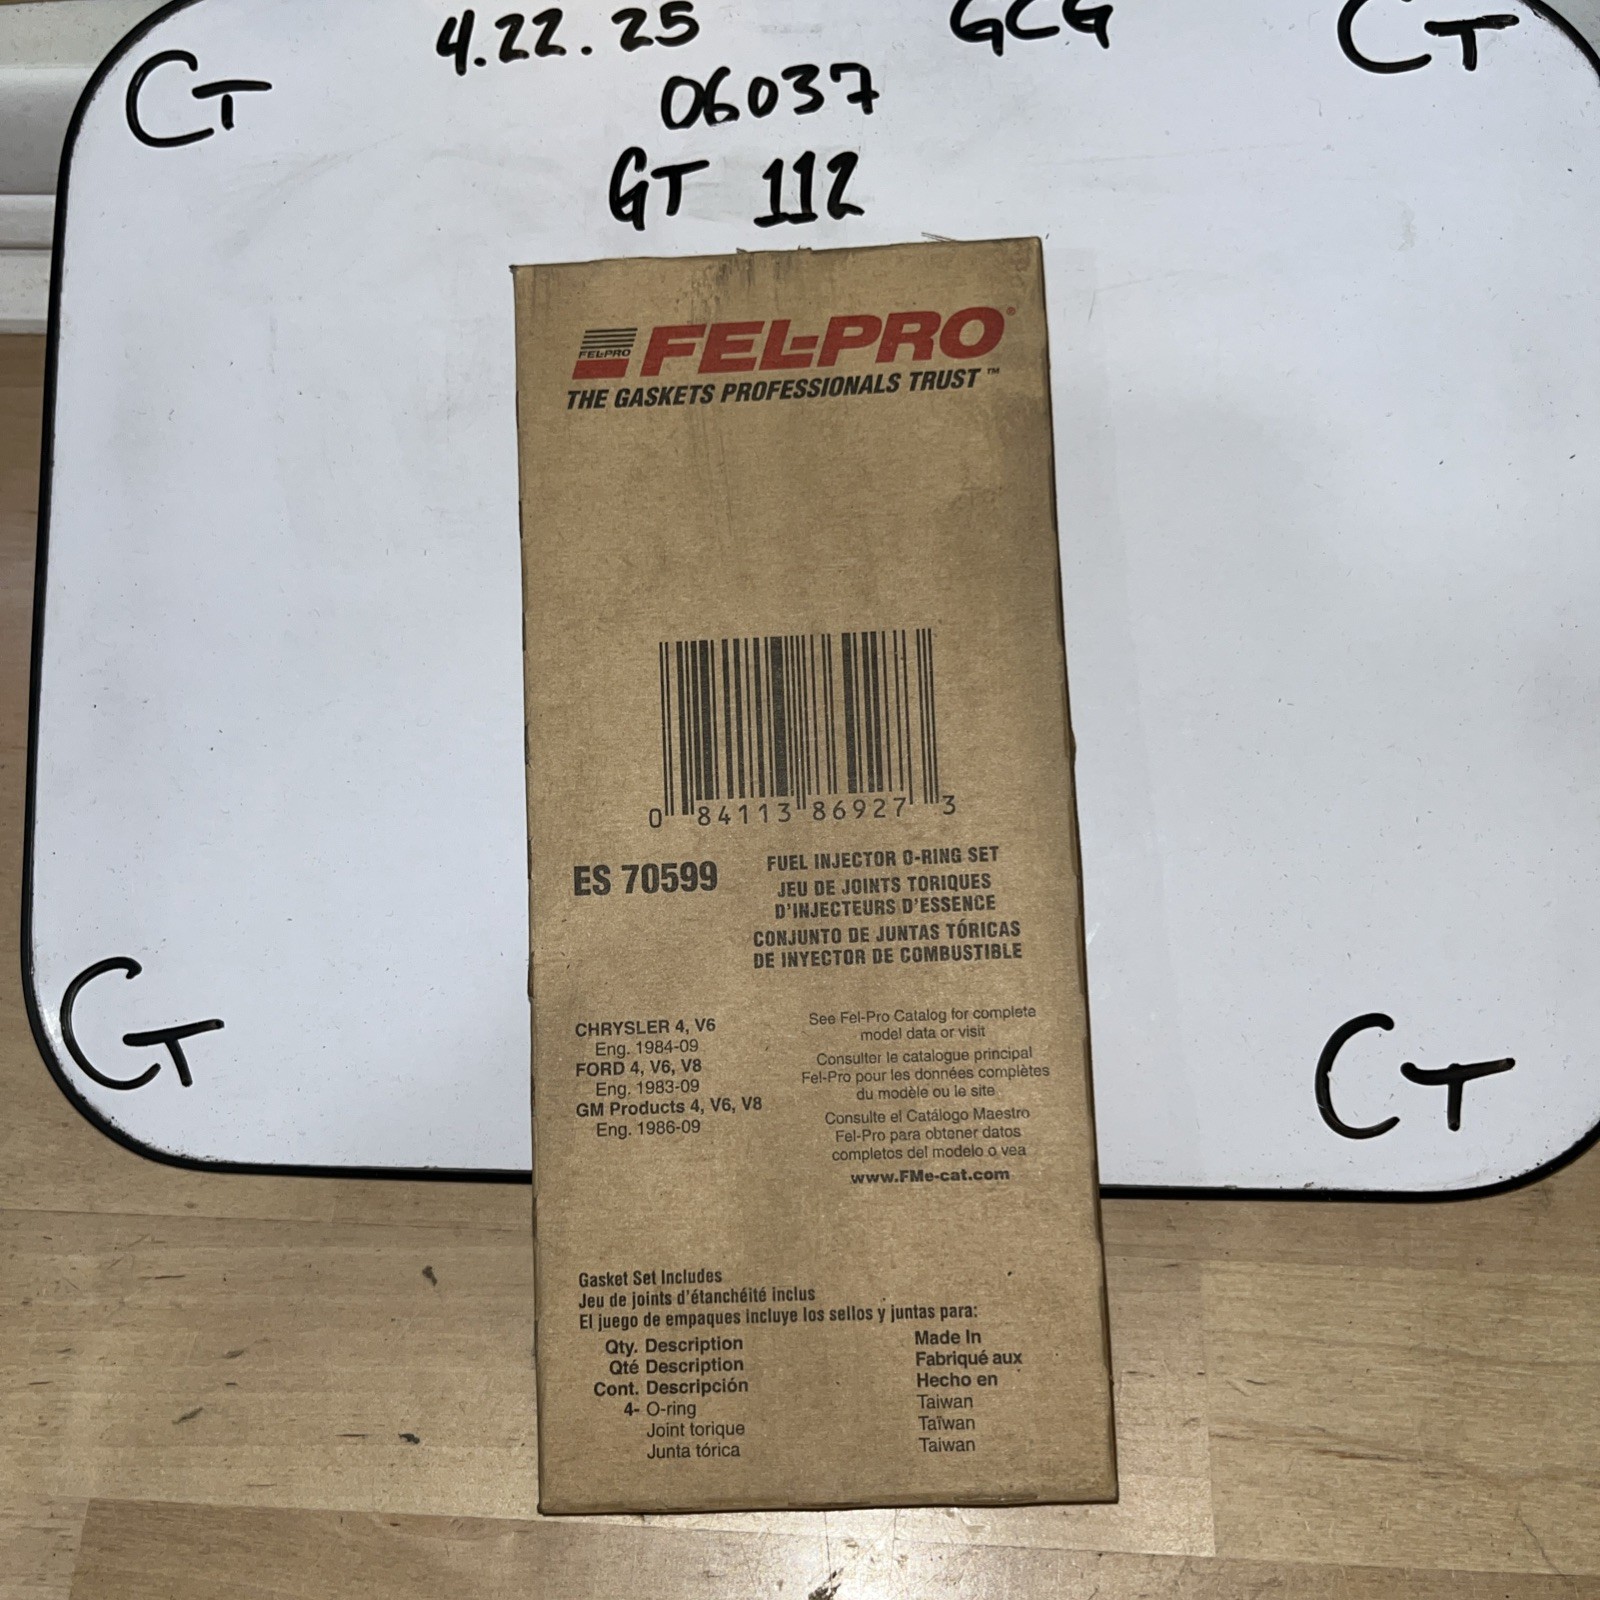 4.22.25 GCG
CT CT
06037
GT 112
FEL-PRO
FEL-PRO®
THE GASKETS PROFESSIONALS TRUST™
0 84113 86927 3
ES 70599
FUEL INJECTOR O-RING SET
JEU DE JOINTS TORIQUES
D'INJECTEURS D'ESSENCE
CONJUNTO DE JUNTAS TÓRICAS
DE INYECTOR DE COMBUSTIBLE
CHRYSLER 4, V6
Eng. 1984-09
FORD 4, V6, V8
Eng. 1983-09
GM Products 4, V6, V8
Eng. 1986-09
See Fel-Pro Catalog for complete
model data or visit
Consulter le catalogue principal
Fel-Pro pour les données complètes
du modèle ou le site
Consulte el Catálogo Maestro
Fel-Pro para obtener datos
completos del modelo o vea
www.FMe-cat.com
CT CT
Gasket Set Includes
Jeu de joints d'étanchéité inclus
El juego de empaques incluye los sellos y juntas para:
Qty. Description Made In
Qté Description Fabriqué aux
Cont. Descripción Hecho en
4- O-ring Taiwan
Joint torique Taïwan
Junta tórica Taiwan